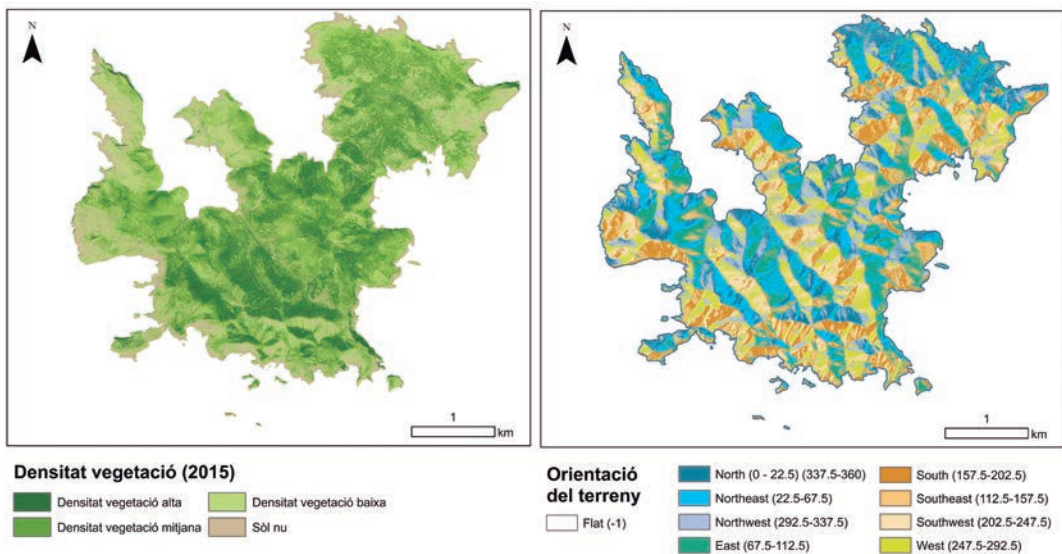 N
1
km
Densitat vegetació (2015)
Densitat vegetació alta
Densitat vegetació mitjana
Densitat vegetació baixa
Sòl nu
N
1
km
Orientació
del terreny
Flat (-1)
North (0 - 22.5) (337.5-360)
Northeast (22.5-67.5)
Northwest (292.5-337.5)
East (67.5-112.5)
South (157.5-202.5)
Southeast (112.5-157.5)
Southwest (202.5-247.5)
West (247.5-292.5)